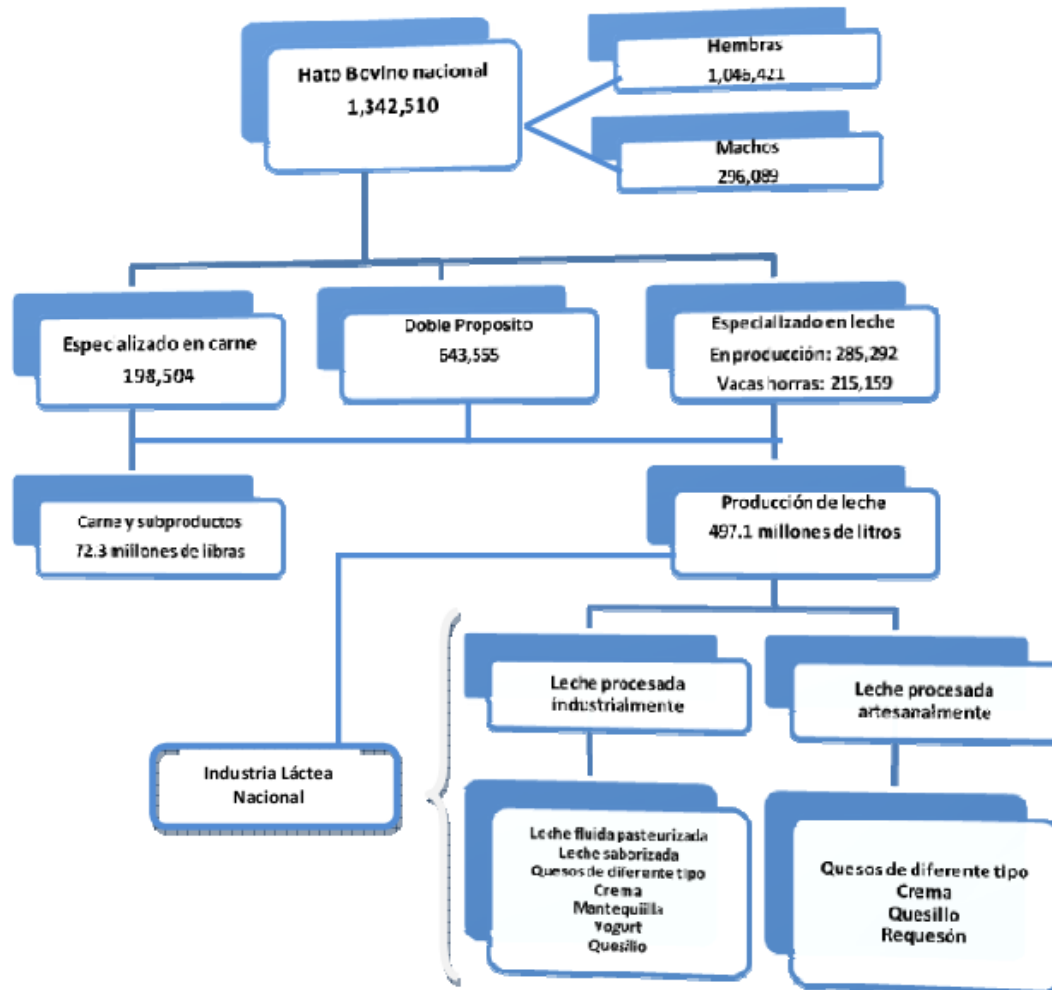 Hato Bovino nacional
1,342,510
Hembras
1,046,421
Machos
296,089
Especializado en carne
198,504
Doble Proposito
643,555
Especializado en leche
En producción: 285,292
Vacas horras: 215,159
Carne y subproductos
72.3 millones de libras
Producción de leche
497.1 millones de litros
Leche procesada
industrialmente
Leche procesada
artesanalmente
Industria Láctea
Nacional
Leche fluida pasteurizada
Leche saborizada
Quesos de diferente tipo
Crema
Mantequiilla
Yogurt
Quesillo
Quesos de diferente tipo
Crema
Quesillo
Requesón